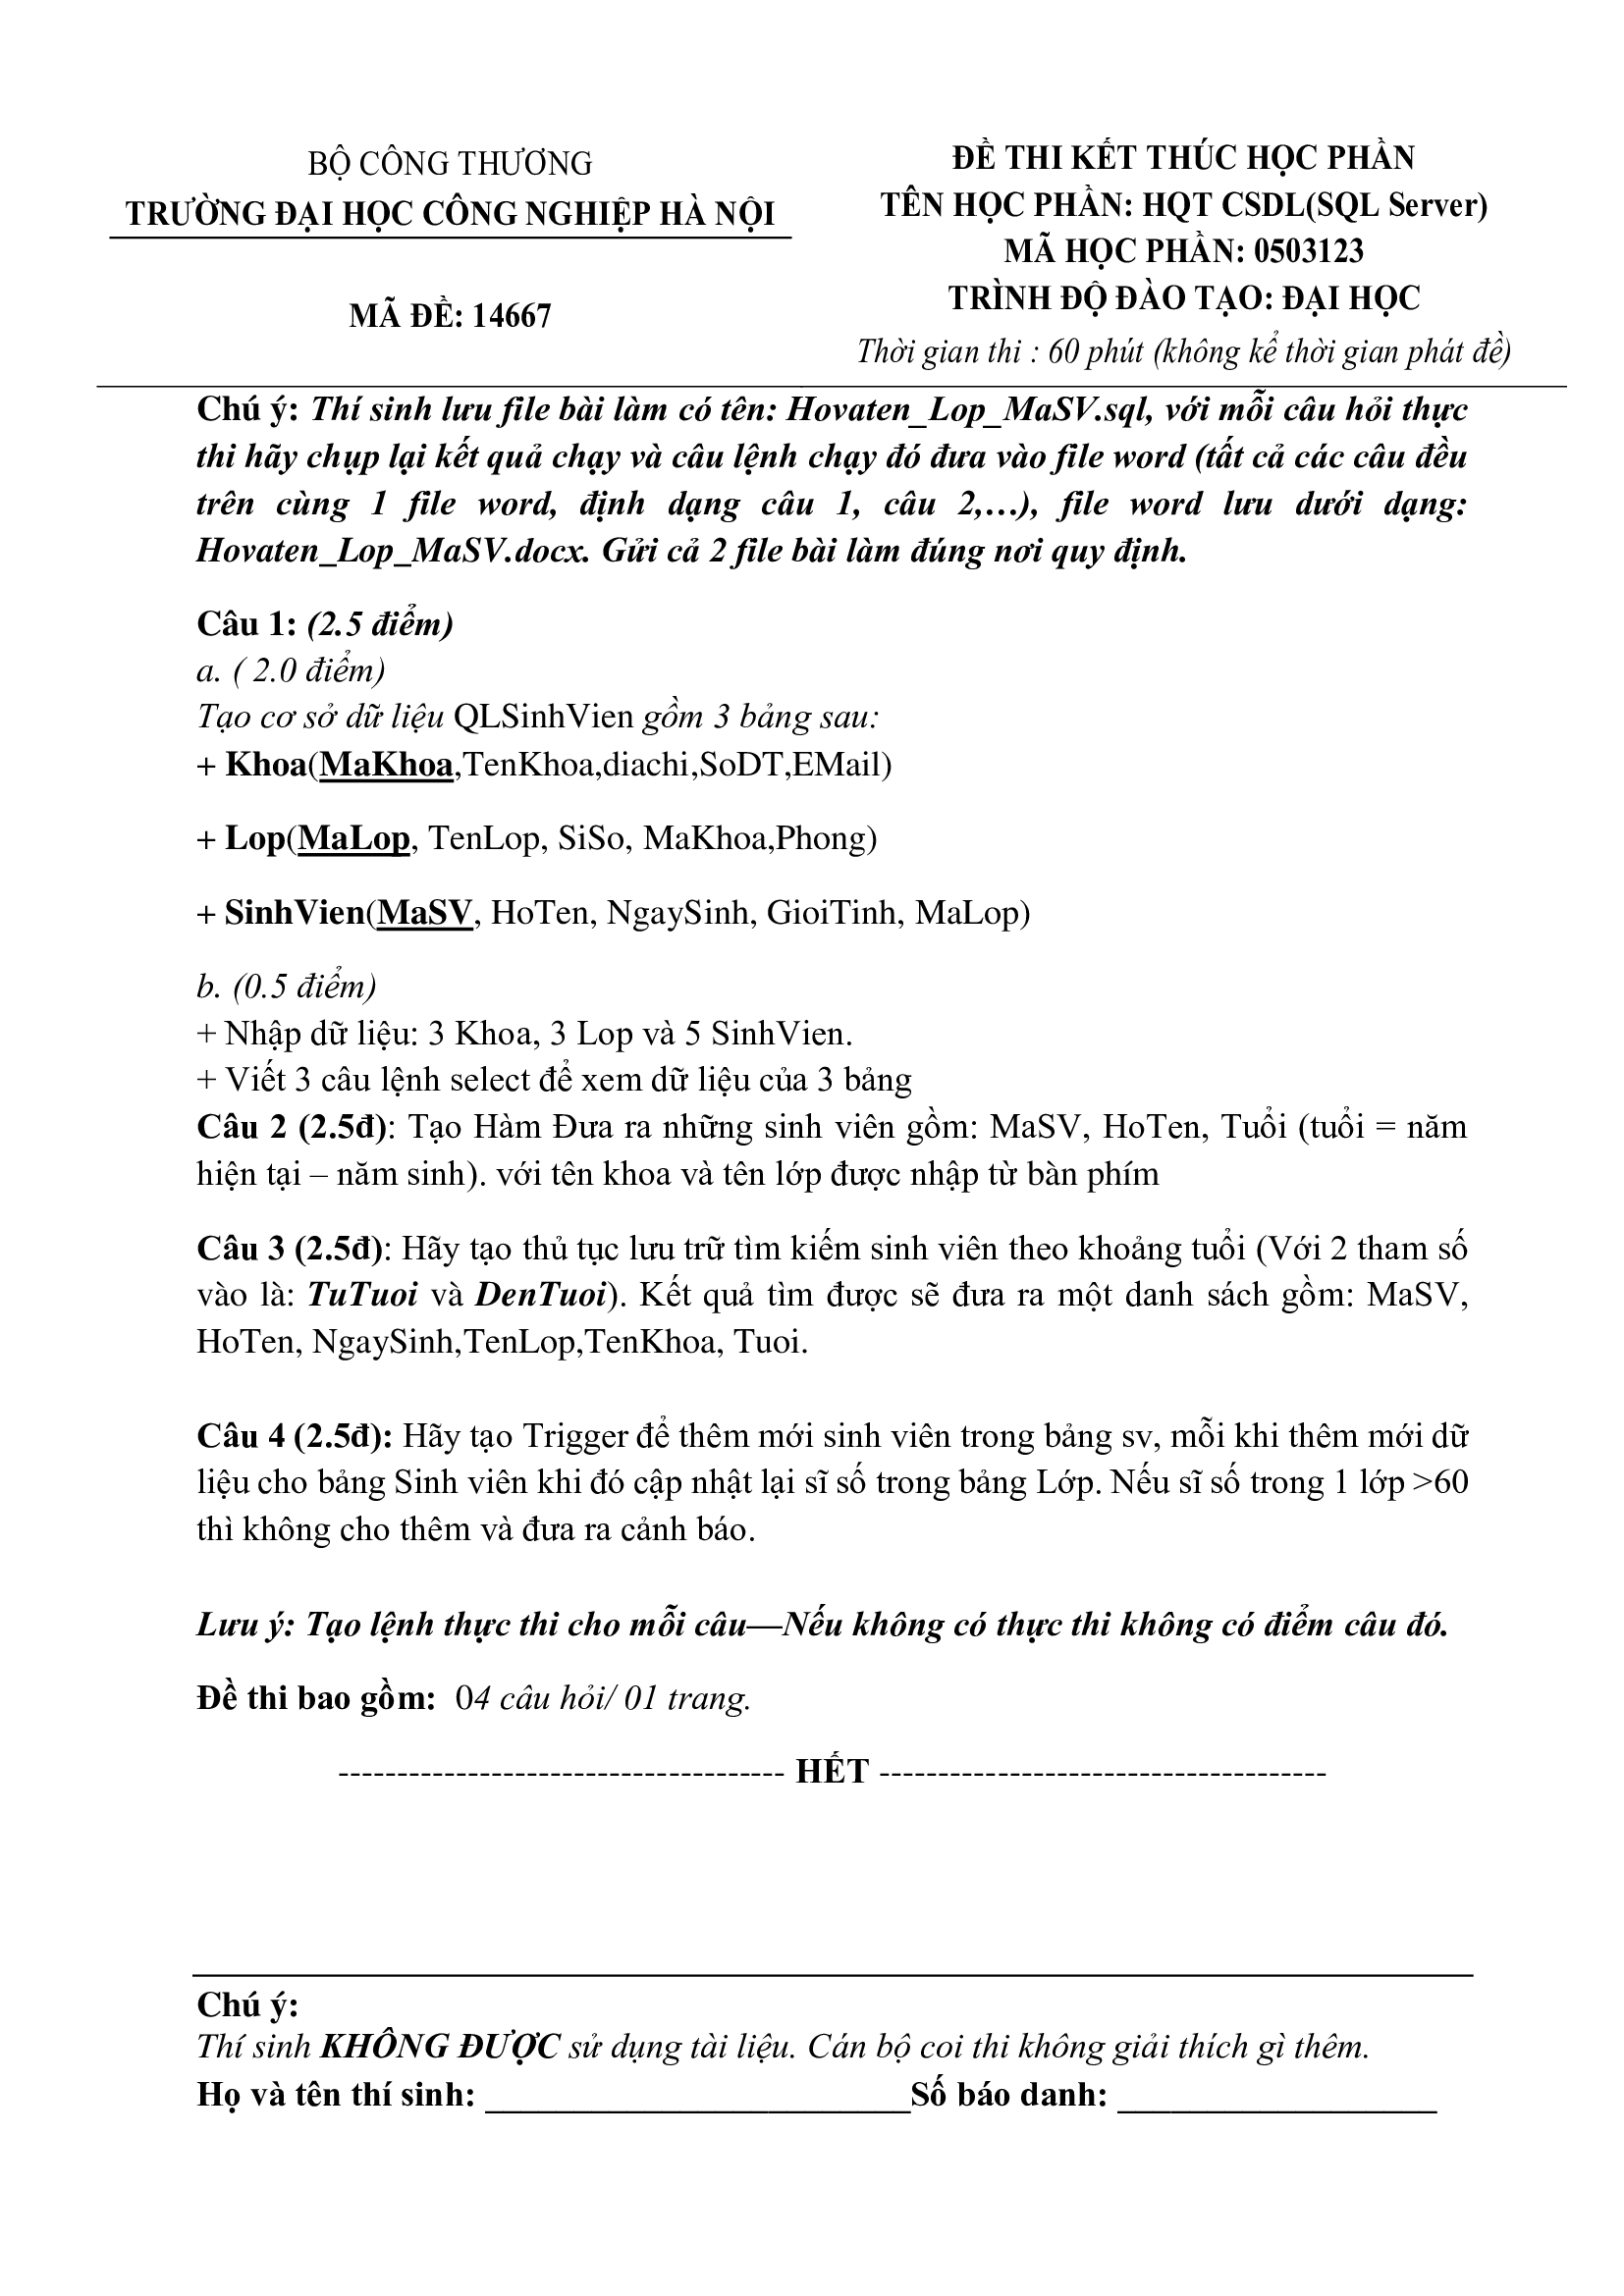 BỘ CÔNG THƯƠNG
TRƯỜNG ĐẠI HỌC CÔNG NGHIỆP HÀ NỘI
MÃ ĐỀ: 14667
ĐỀ THI KẾT THÚC HỌC PHẦN
TÊN HỌC PHẦN: HQT CSDL(SQL Server)
MÃ HỌC PHẦN: 0503123
TRÌNH ĐỘ ĐÀO TẠO: ĐẠI HỌC
Thời gian thi : 60 phút (không kể thời gian phát đề)
Chú ý: Thí sinh lưu file bài làm có tên: Hovaten_Lop_MaSV.sql, với mỗi câu hỏi thực
thi hãy chụp lại kết quả chạy và câu lệnh chạy đó đưa vào file word (tất cả các câu đều
trên cùng 1 file word, định dạng câu 1, câu 2,…), file word lưu dưới dạng:
Hovaten_Lop_MaSV.docx. Gửi cả 2 file bài làm đúng nơi quy định.
Câu 1: (2.5 điểm)
a. ( 2.0 điểm)
Tạo cơ sở dữ liệu QLSinhVien gồm 3 bảng sau:
+ Khoa(MaKhoa,TenKhoa,diachi,SoDT,EMail)
+ Lop(MaLop, TenLop, SiSo, MaKhoa,Phong)
+ SinhVien(MaSV, HoTen, NgaySinh, GioiTinh, MaLop)
b. (0.5 điểm)
+ Nhập dữ liệu: 3 Khoa, 3 Lop và 5 SinhVien.
+ Viết 3 câu lệnh select để xem dữ liệu của 3 bảng
Câu 2 (2.5đ): Tạo Hàm Đưa ra những sinh viên gồm: MaSV, HoTen, Tuổi (tuổi = năm
hiện tại – năm sinh). với tên khoa và tên lớp được nhập từ bàn phím
Câu 3 (2.5đ): Hãy tạo thủ tục lưu trữ tìm kiếm sinh viên theo khoảng tuổi (Với 2 tham số
vào là: TuTuoi và DenTuoi). Kết quả tìm được sẽ đưa ra một danh sách gồm: MaSV,
HoTen, NgaySinh,TenLop,TenKhoa, Tuoi.
Câu 4 (2.5đ): Hãy tạo Trigger để thêm mới sinh viên trong bảng sv, mỗi khi thêm mới dữ
liệu cho bảng Sinh viên khi đó cập nhật lại sĩ số trong bảng Lớp. Nếu sĩ số trong 1 lớp >60
thì không cho thêm và đưa ra cảnh báo.
Lưu ý: Tạo lệnh thực thi cho mỗi câu—Nếu không có thực thi không có điểm câu đó.
Đề thi bao gồm: 04 câu hỏi/ 01 trang.
-------------------------------------- HẾT --------------------------------------
Chú ý:
Thí sinh KHÔNG ĐƯỢC sử dụng tài liệu. Cán bộ coi thi không giải thích gì thêm.
Họ và tên thí sinh: ________________________Số báo danh: __________________